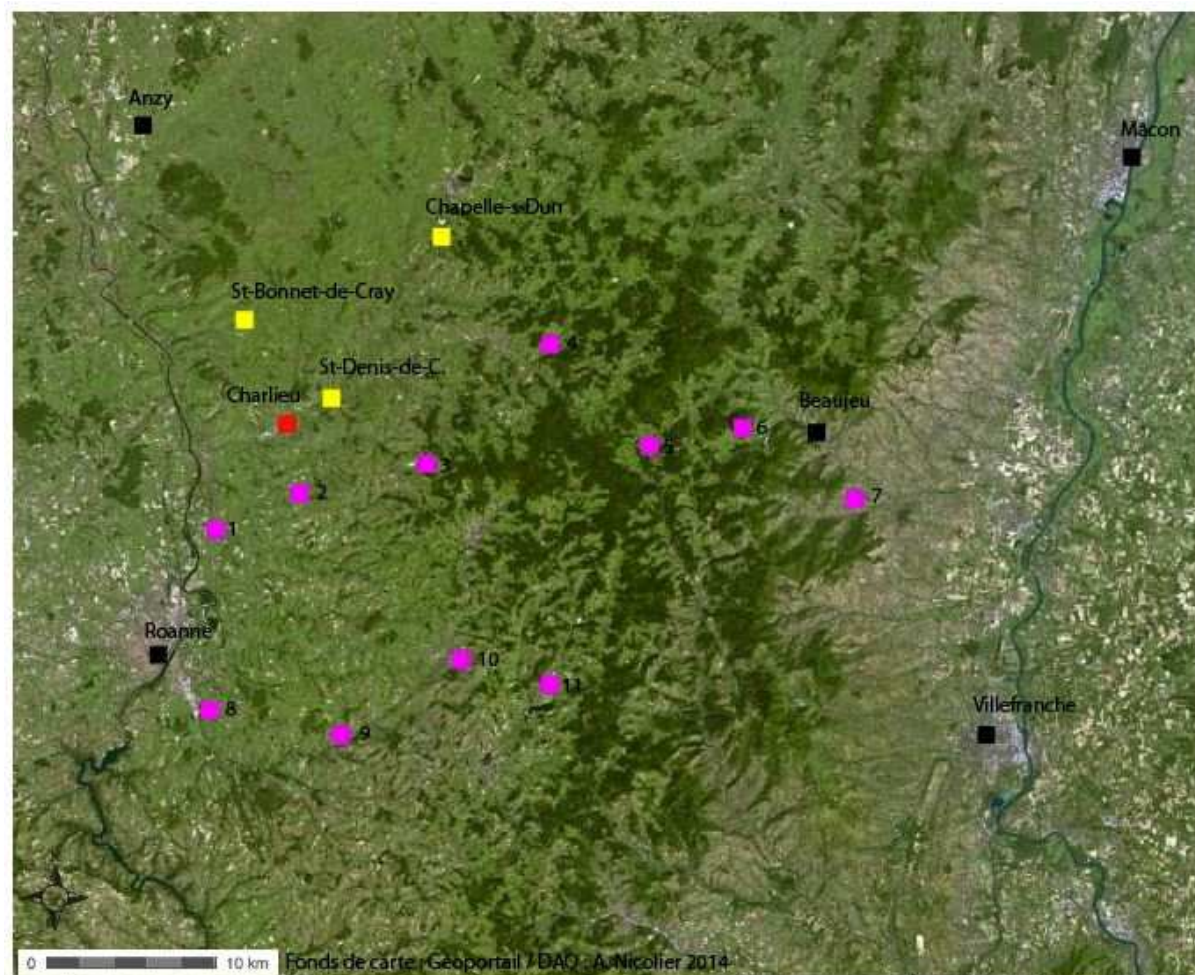 Anzy
Mâcon
Chapelle-s-Dun
St-Bonnet-de-Cray
4
St-Denis-de-C.
Charlieu
Beaujeu
6
5
3
2
7
1
Roanne
10
11
8
9
Villefranche
0 10 km
Fonds de carte : Géoportail / DAO : A. Nicolier 2014